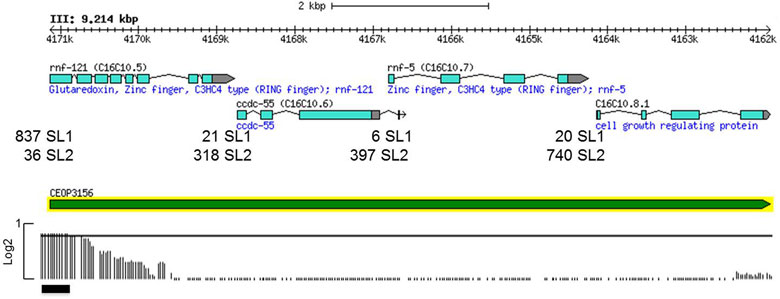 2 kbp
III: 9,214 kbp
4171k 4170k 4169k 4168k 4167k 4166k 4165k 4164k 4163k 4162k
rnf-121 (C16C10.5) rnf-5 (C16C10.7)
Glutaredoxin, Zinc finger, C3HC4 type (RING finger); rnf-121 Zinc finger, C3HC4 type (RING finger); rnf-5
ccdc-55 (C16C10.6) C16C10.8.1
ccdc-55 cell growth regulating protein
837 SL1 21 SL1 6 SL1 20 SL1
36 SL2 318 SL2 397 SL2 740 SL2
CEOP3156
1
Log2